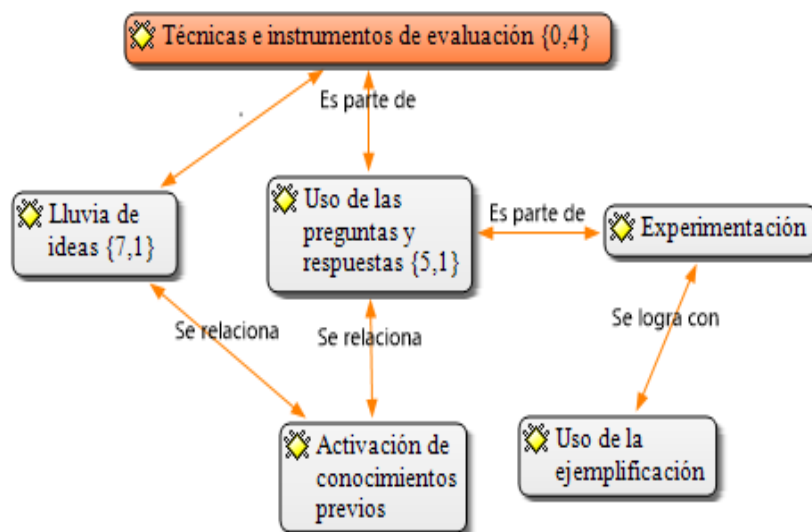 Técnicas e instrumentos de evaluación {0,4}
Es parte de
Lluvia de
ideas {7,1}
Uso de las
preguntas y
respuestas {5,1}
Es parte de
Experimentación
Se relaciona
Se relaciona
Se logra con
Activación de
conocimientos
previos
Uso de la
ejemplificación